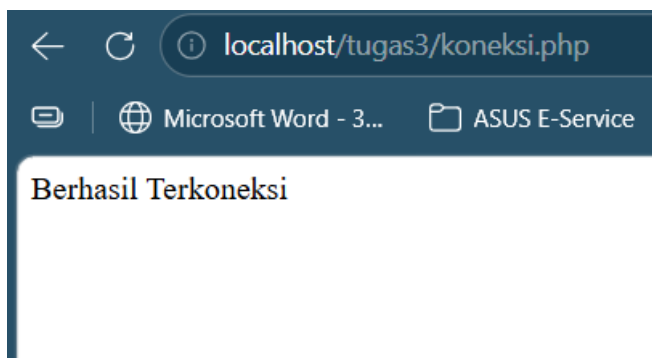 localhost/tugas3/koneksi.php
Microsoft Word - 3... ASUS E-Service
Berhasil Terkoneksi